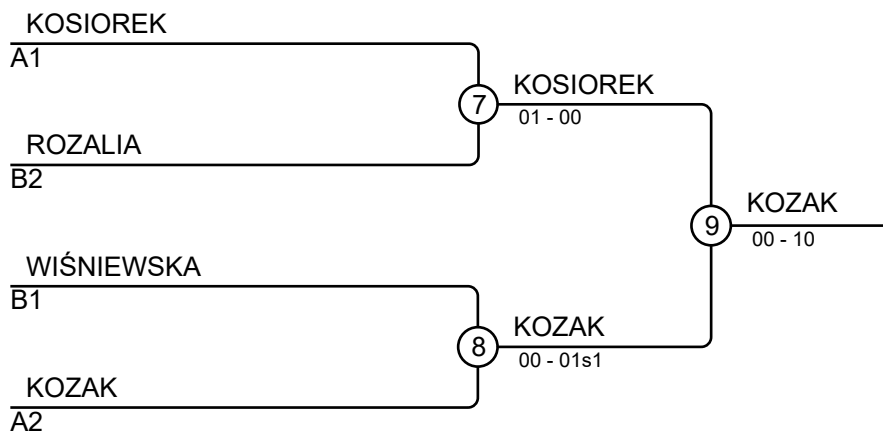 KOSIOREK
A1
7
KOSIOREK
01 - 00
ROZALIA
B2
9
KOZAK
00 - 10
WIŚNIEWSKA
B1
8
KOZAK
00 - 01s1
KOZAK
A2